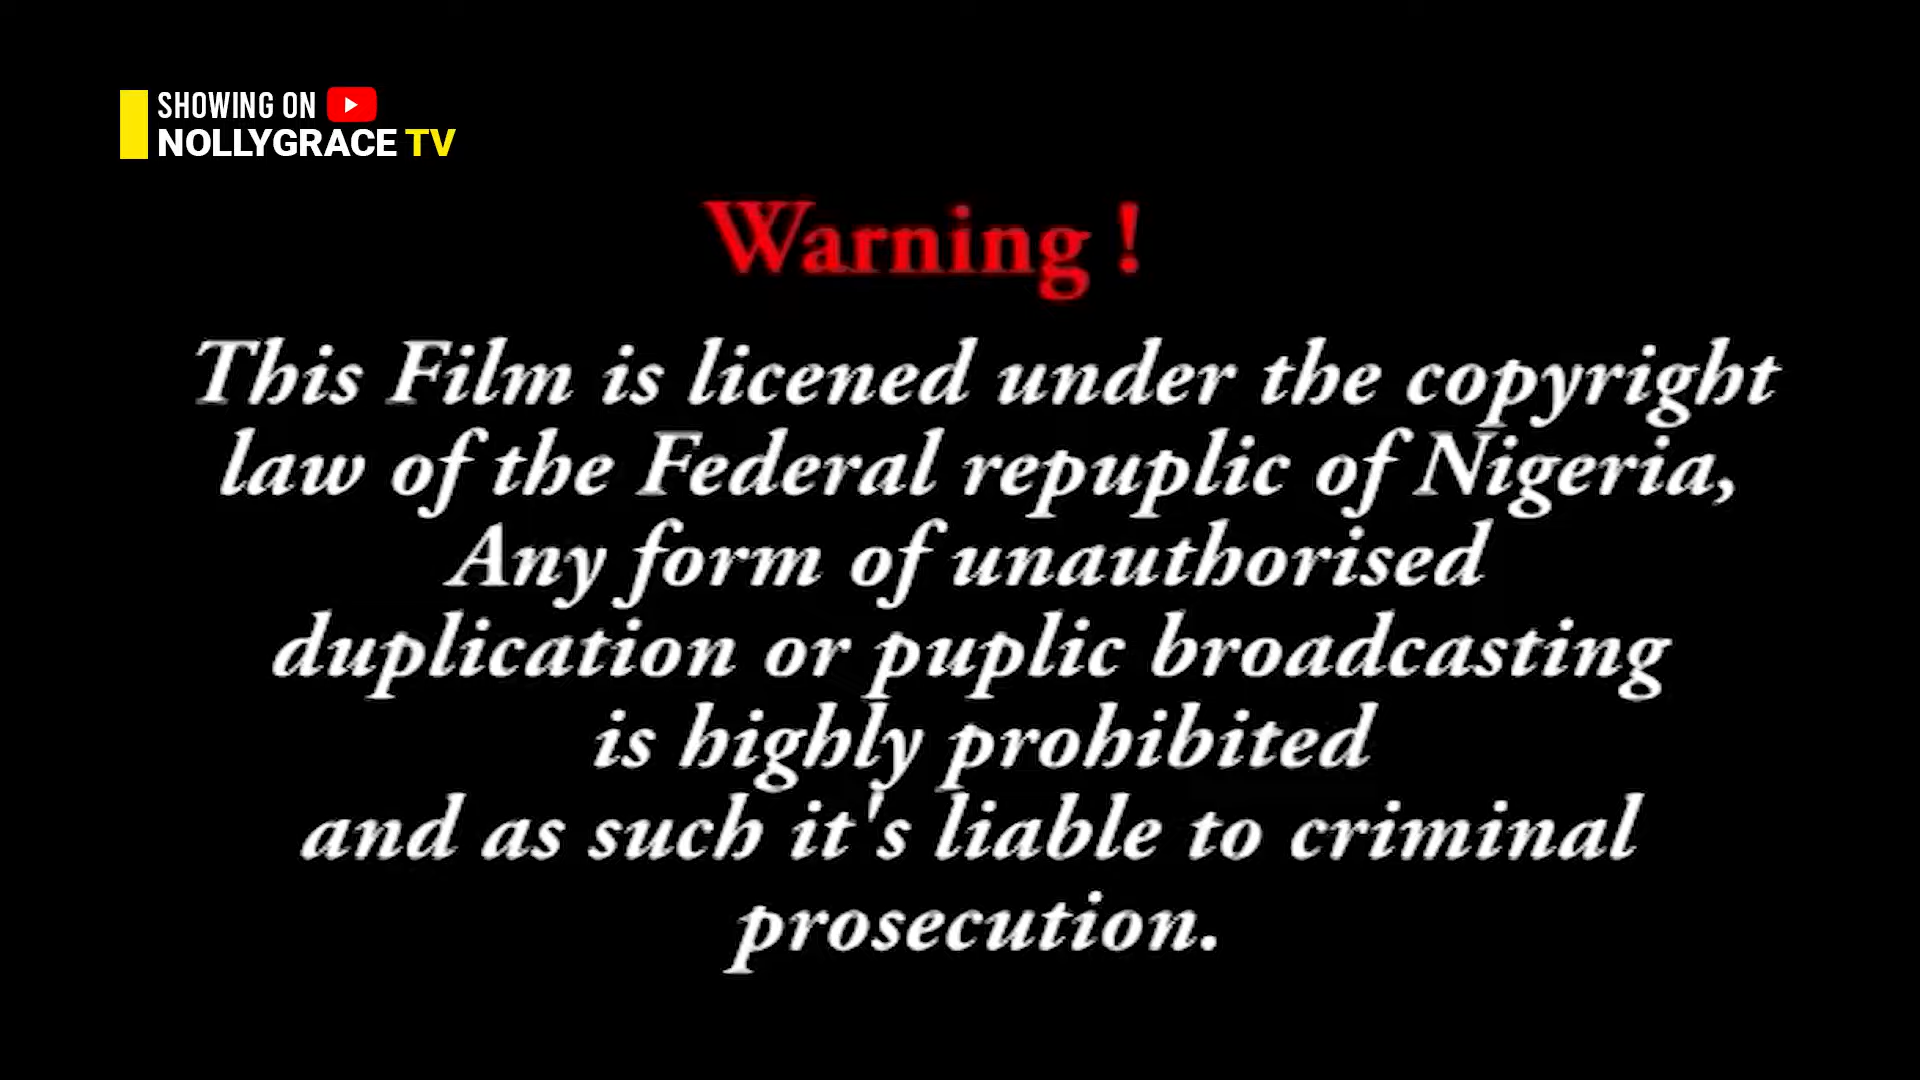 SHOWING ON
NOLLYGRACE TV
Warning !
This Film is licened under the copyright
law of the Federal repuplic of Nigeria,
Any form of unauthorised
duplication or puplic broadcasting
is highly prohibited
and as such it's liable to criminal
prosecution.